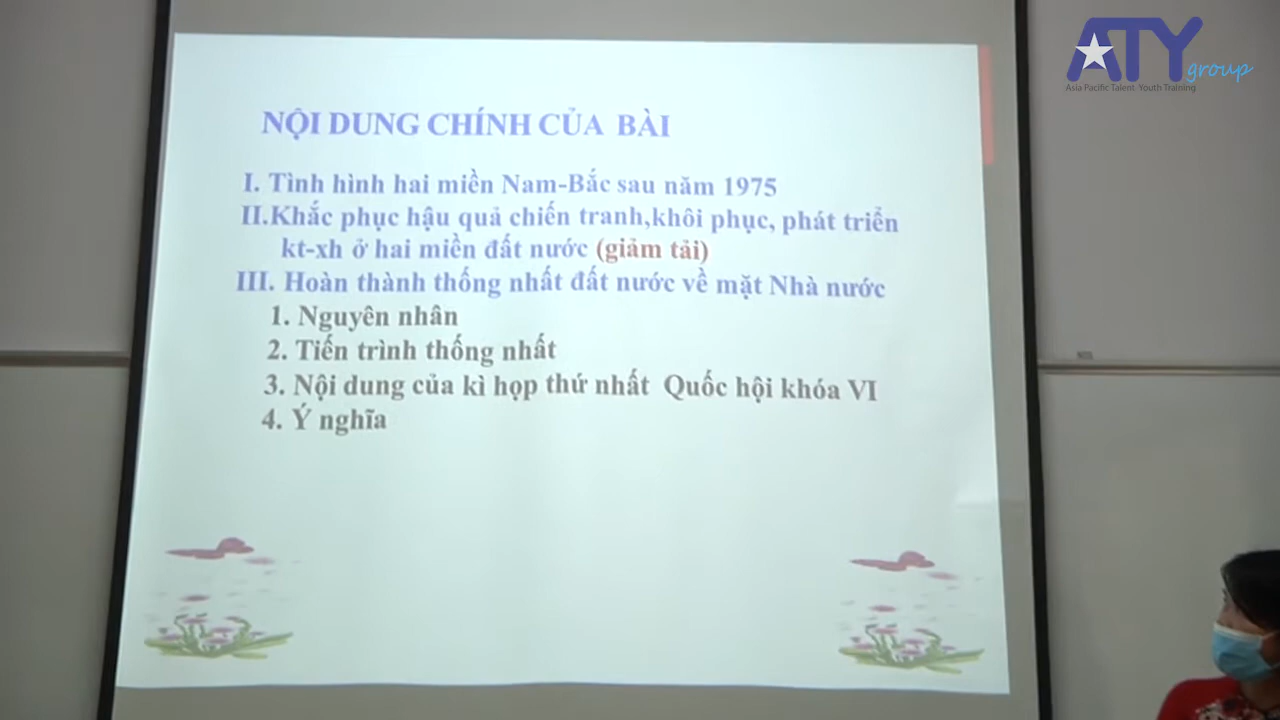 ATY
group
Asia Pacific Talent Youth Training
NỘI DUNG CHÍNH CỦA BÀI
I. Tình hình hai miền Nam-Bắc sau năm 1975
II.Khắc phục hậu quả chiến tranh,khôi phục, phát triển
kt-xh ở hai miền đất nước (giảm tải)
III. Hoàn thành thống nhất đất nước về mặt Nhà nước
1. Nguyên nhân
2. Tiến trình thống nhất
3. Nội dung của kì họp thứ nhất Quốc hội khóa VI
4. Ý nghĩa